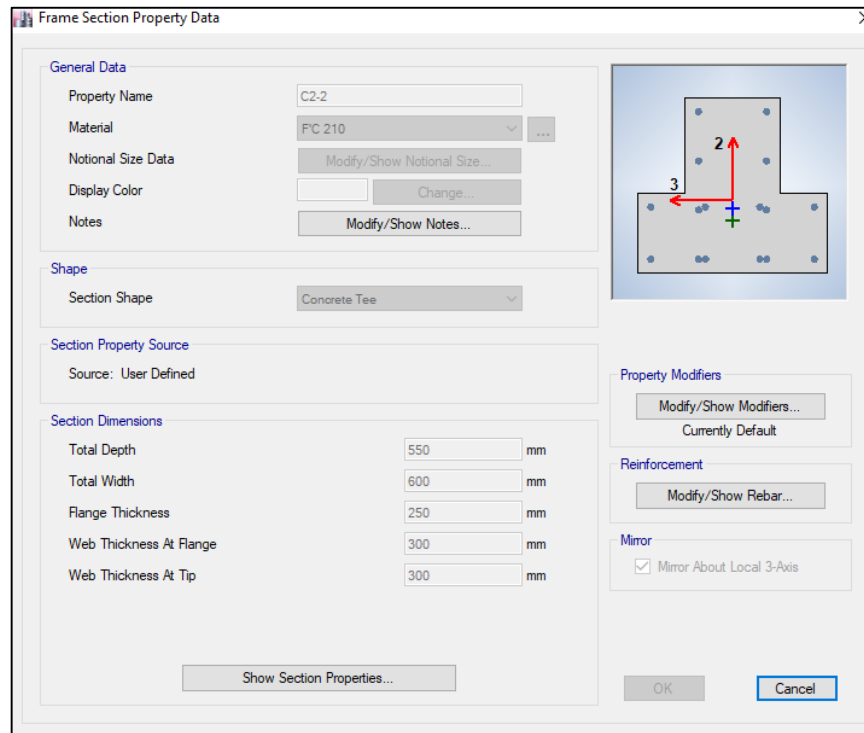 Frame Section Property Data
General Data
Property Name C2-2
Material F'C 210 ...
Notional Size Data Modify/Show Notional Size...
Display Color Change...
Notes Modify/Show Notes...
Shape
Section Shape Concrete Tee
Section Property Source
Source: User Defined
Section Dimensions
Total Depth 550 mm
Total Width 600 mm
Flange Thickness 250 mm
Web Thickness At Flange 300 mm
Web Thickness At Tip 300 mm
Show Section Properties...
2
3
Property Modifiers
Modify/Show Modifiers...
Currently Default
Reinforcement
Modify/Show Rebar...
Mirror
Mirror About Local 3-Axis
OK Cancel